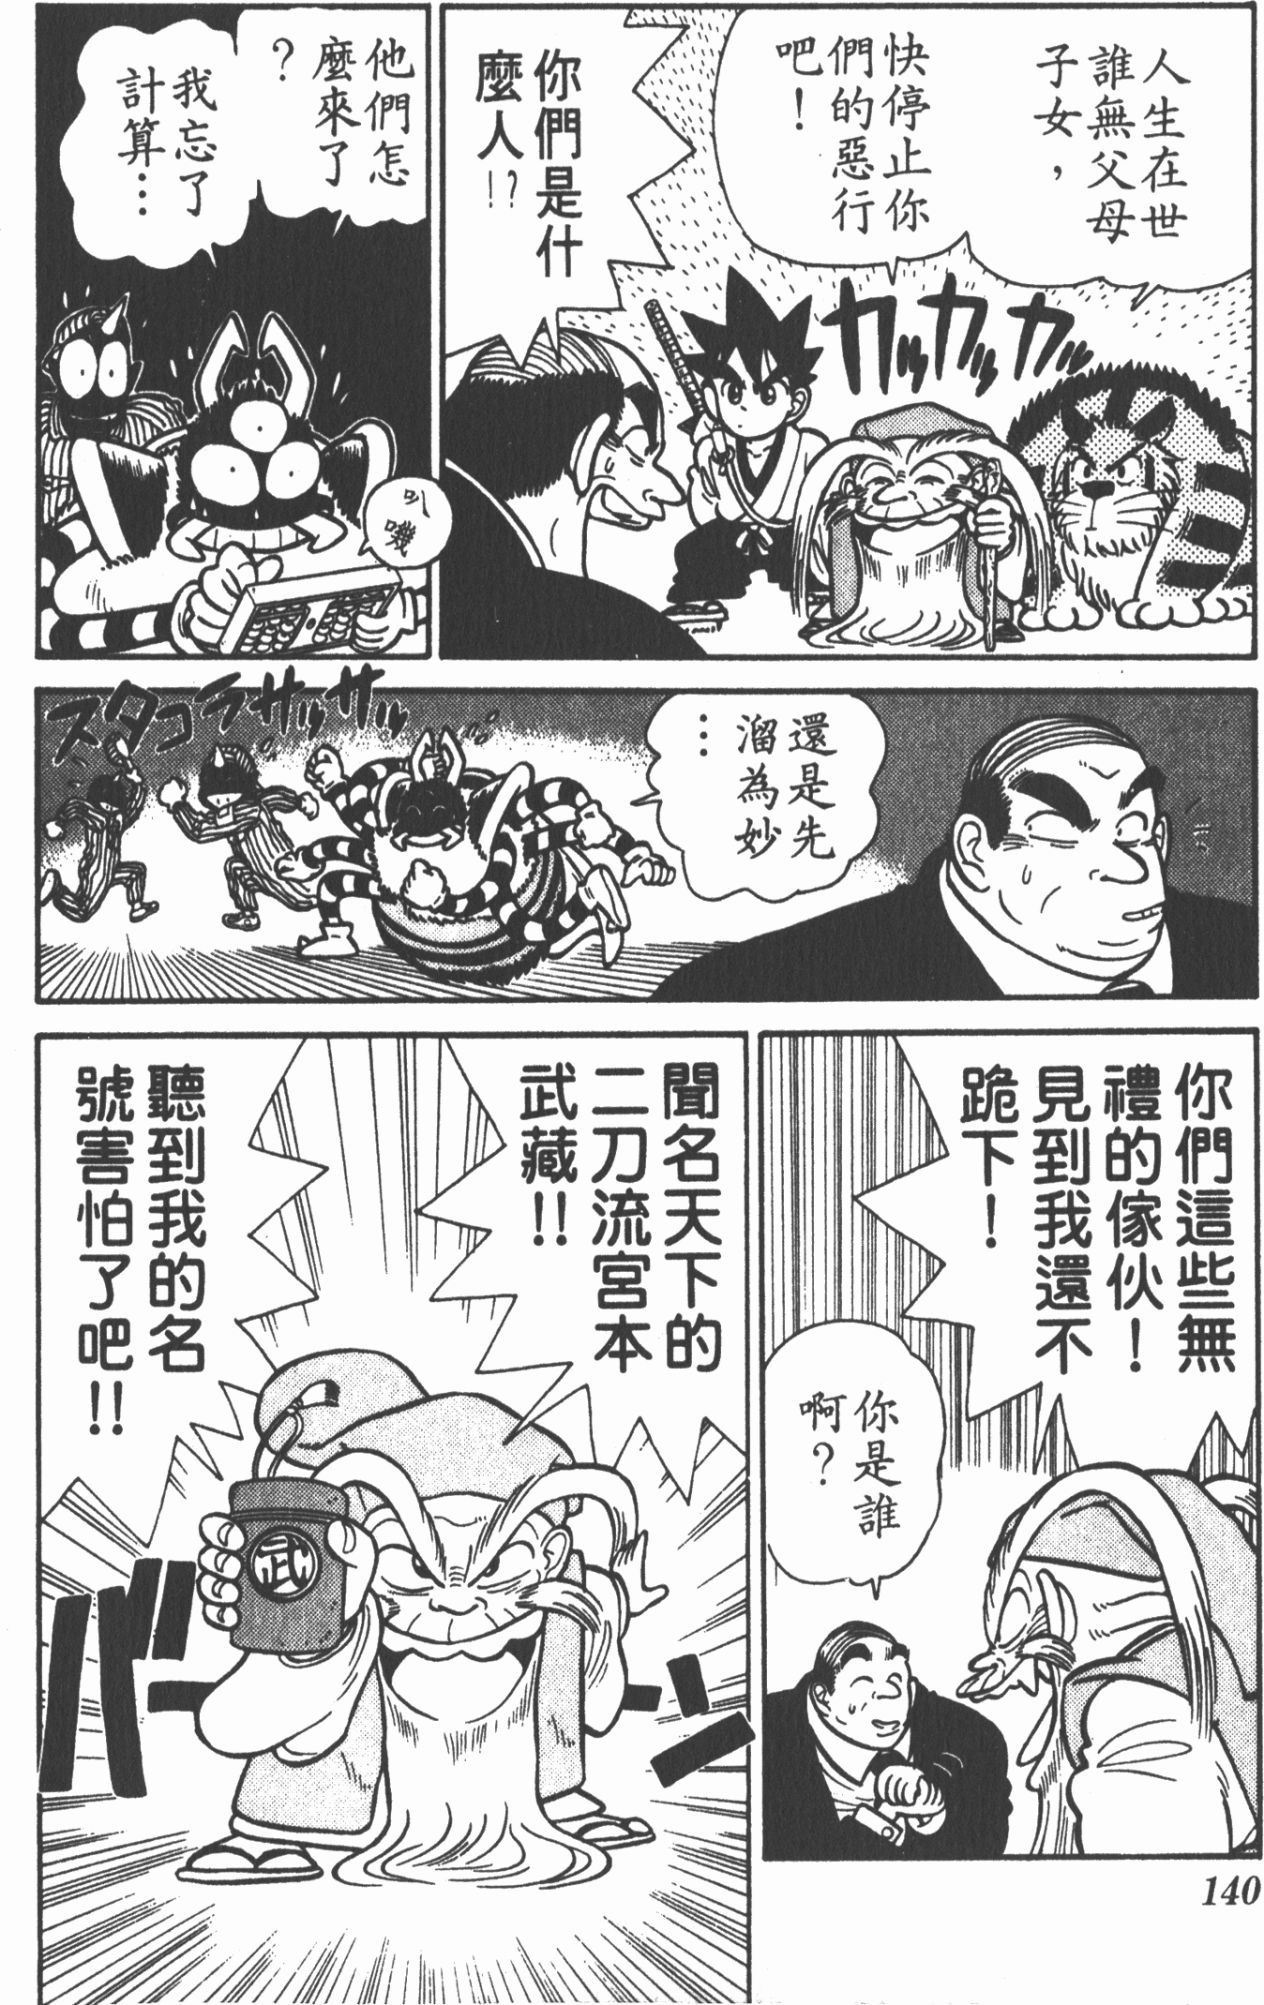 人生在世
誰無父母
子女，
快停止你
們的惡行
吧！
你們是什
麼人!?
カッカッカッ
他們怎
麼來了
？
我忘了
計算…
叭
嘰
還是先
溜為妙
…
スタコラサッサッ
你們這些無
禮的傢伙！
見到我還不
跪下！
你是誰
啊？
聞名天下的
二刀流宮本
武藏!!
聽到我的名
號害怕了吧!!
武
バーン
140